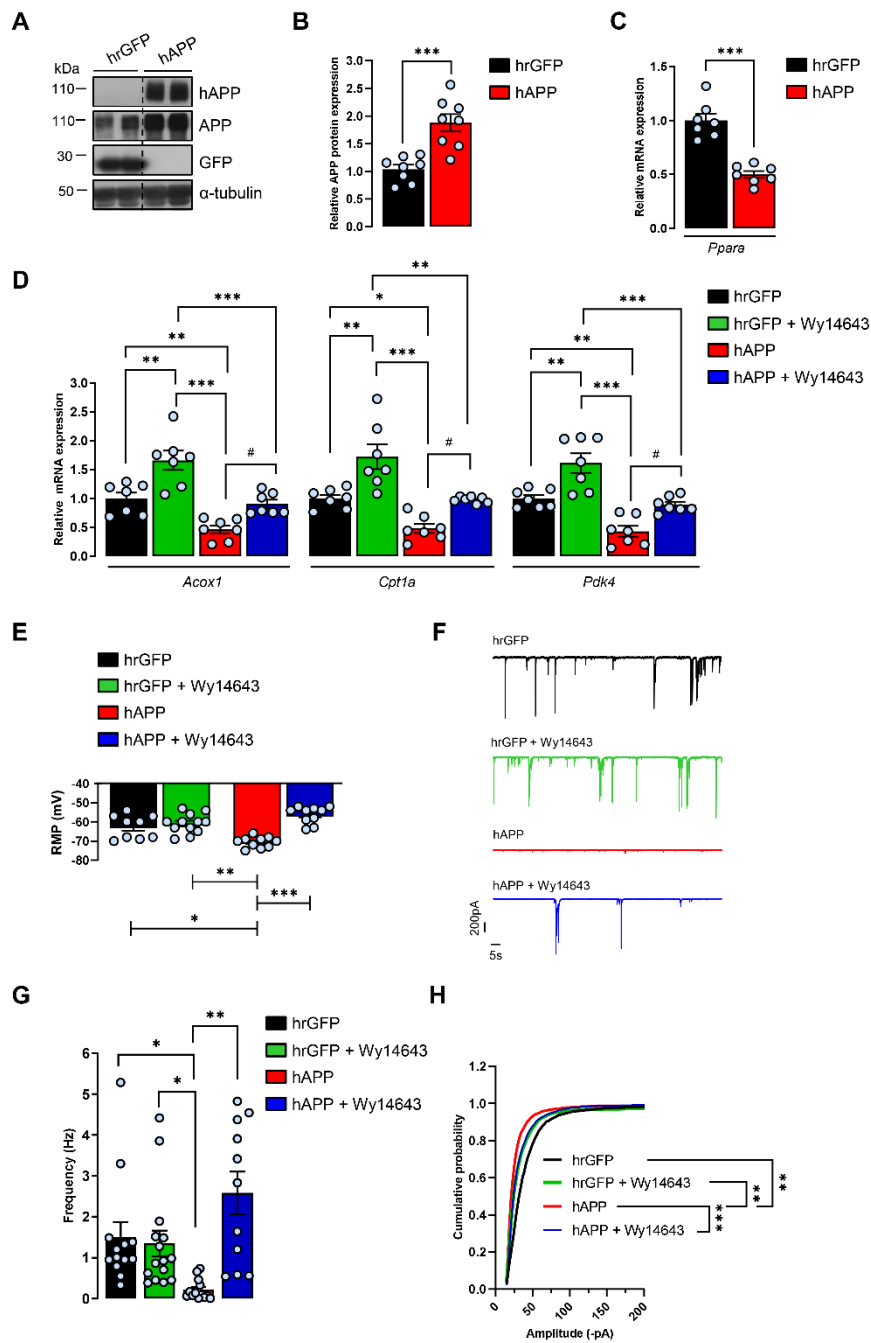 A
hrGFP
hAPP
kDa
110
hAPP
110
APP
30
GFP
50
α-tubulin
B
***
hrGFP
hAPP
Relative APP protein expression
3.0
2.5
2.0
1.5
1.0
0.5
0.0
C
***
hrGFP
hAPP
Relative mRNA expression
1.5
1.0
0.5
0.0
Ppara
D
hrGFP
hrGFP + Wy14643
hAPP
hAPP + Wy14643
Relative mRNA expression
3.0
2.5
2.0
1.5
1.0
0.5
0.0
***
**
**
***
#
**
*
**
***
#
***
**
**
***
#
Acox1
Cpt1a
Pdk4
E
hrGFP
hrGFP + Wy14643
hAPP
hAPP + Wy14643
RMP (mV)
-40
-50
-60
-70
-80
**
***
*
F
hrGFP
hrGFP + Wy14643
hAPP
hAPP + Wy14643
200pA
5s
G
hrGFP
hrGFP + Wy14643
hAPP
hAPP + Wy14643
Frequency (Hz)
6
5
4
3
2
1
0
*
*
**
H
Cumulative probability
1.2
1.0
0.8
0.6
0.4
0.2
0.0
hrGFP
hrGFP + Wy14643
hAPP
hAPP + Wy14643
***
**
**
0
50
100
150
200
Amplitude (-pA)